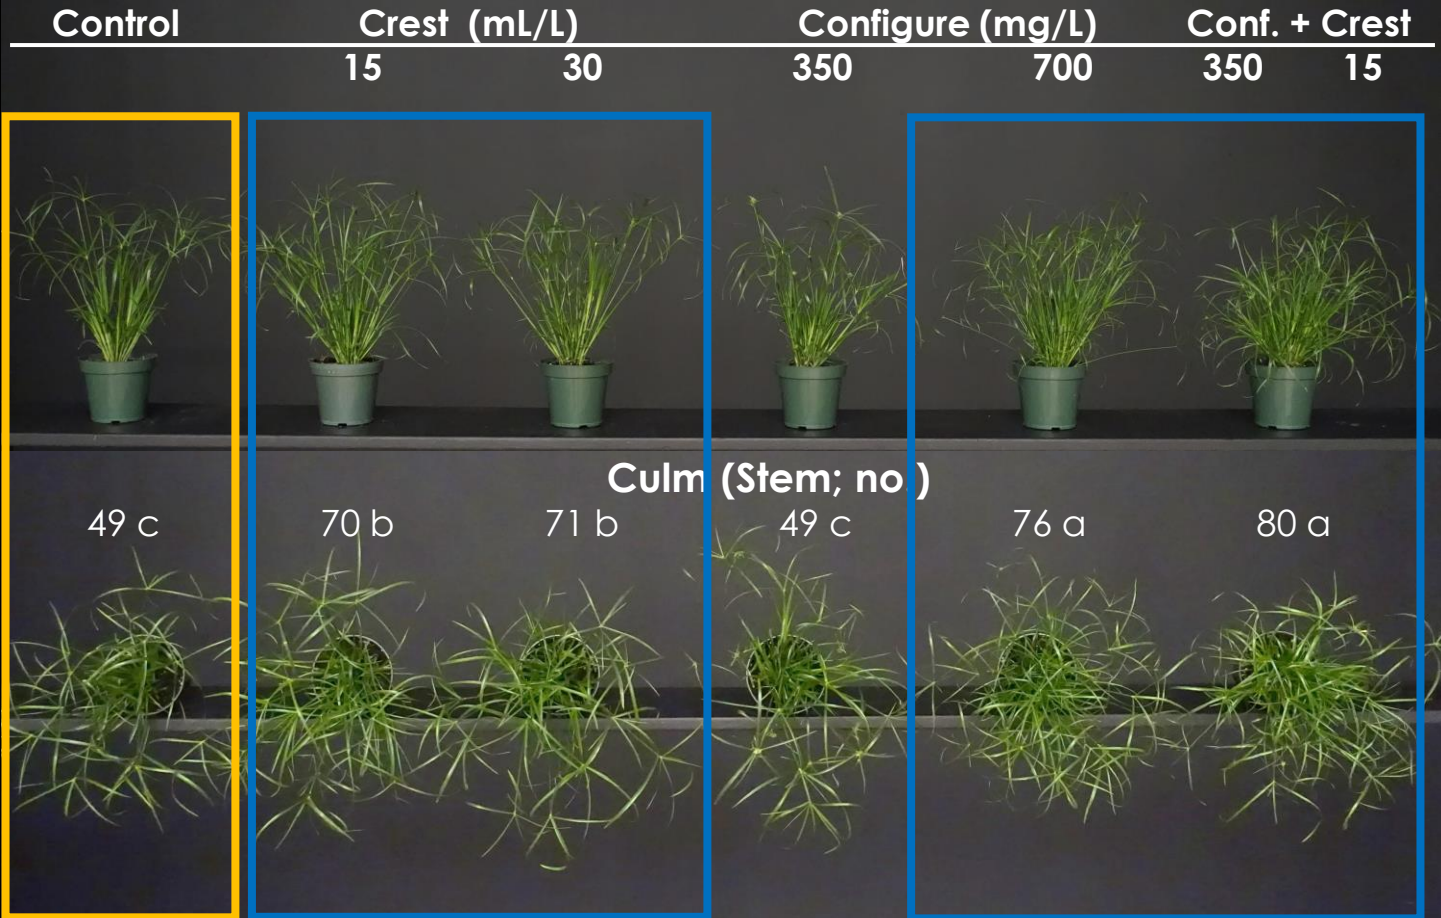 Control Crest (mL/L) Configure (mg/L) Conf. + Crest
15 30 350 700 350 15
Culm (Stem; no.)
49 c 70 b 71 b 49 c 76 a 80 a